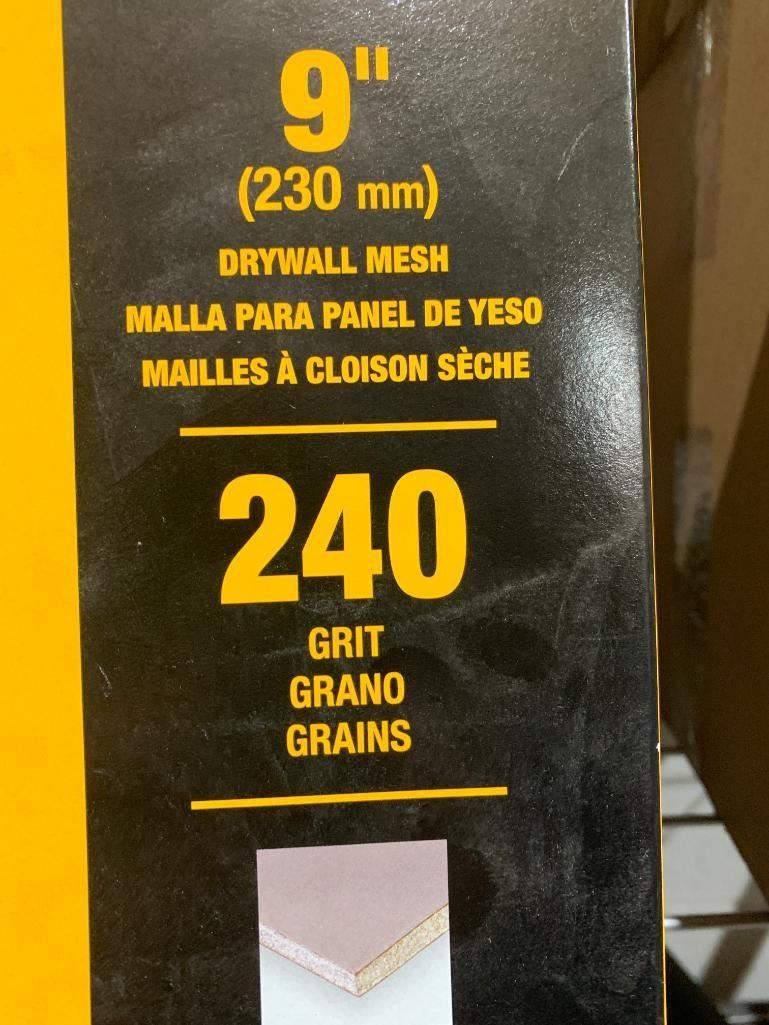 9"
(230 mm)
DRYWALL MESH
MALLA PARA PANEL DE YESO
MAILLES À CLOISON SÈCHE
240
GRIT
GRANO
GRAINS